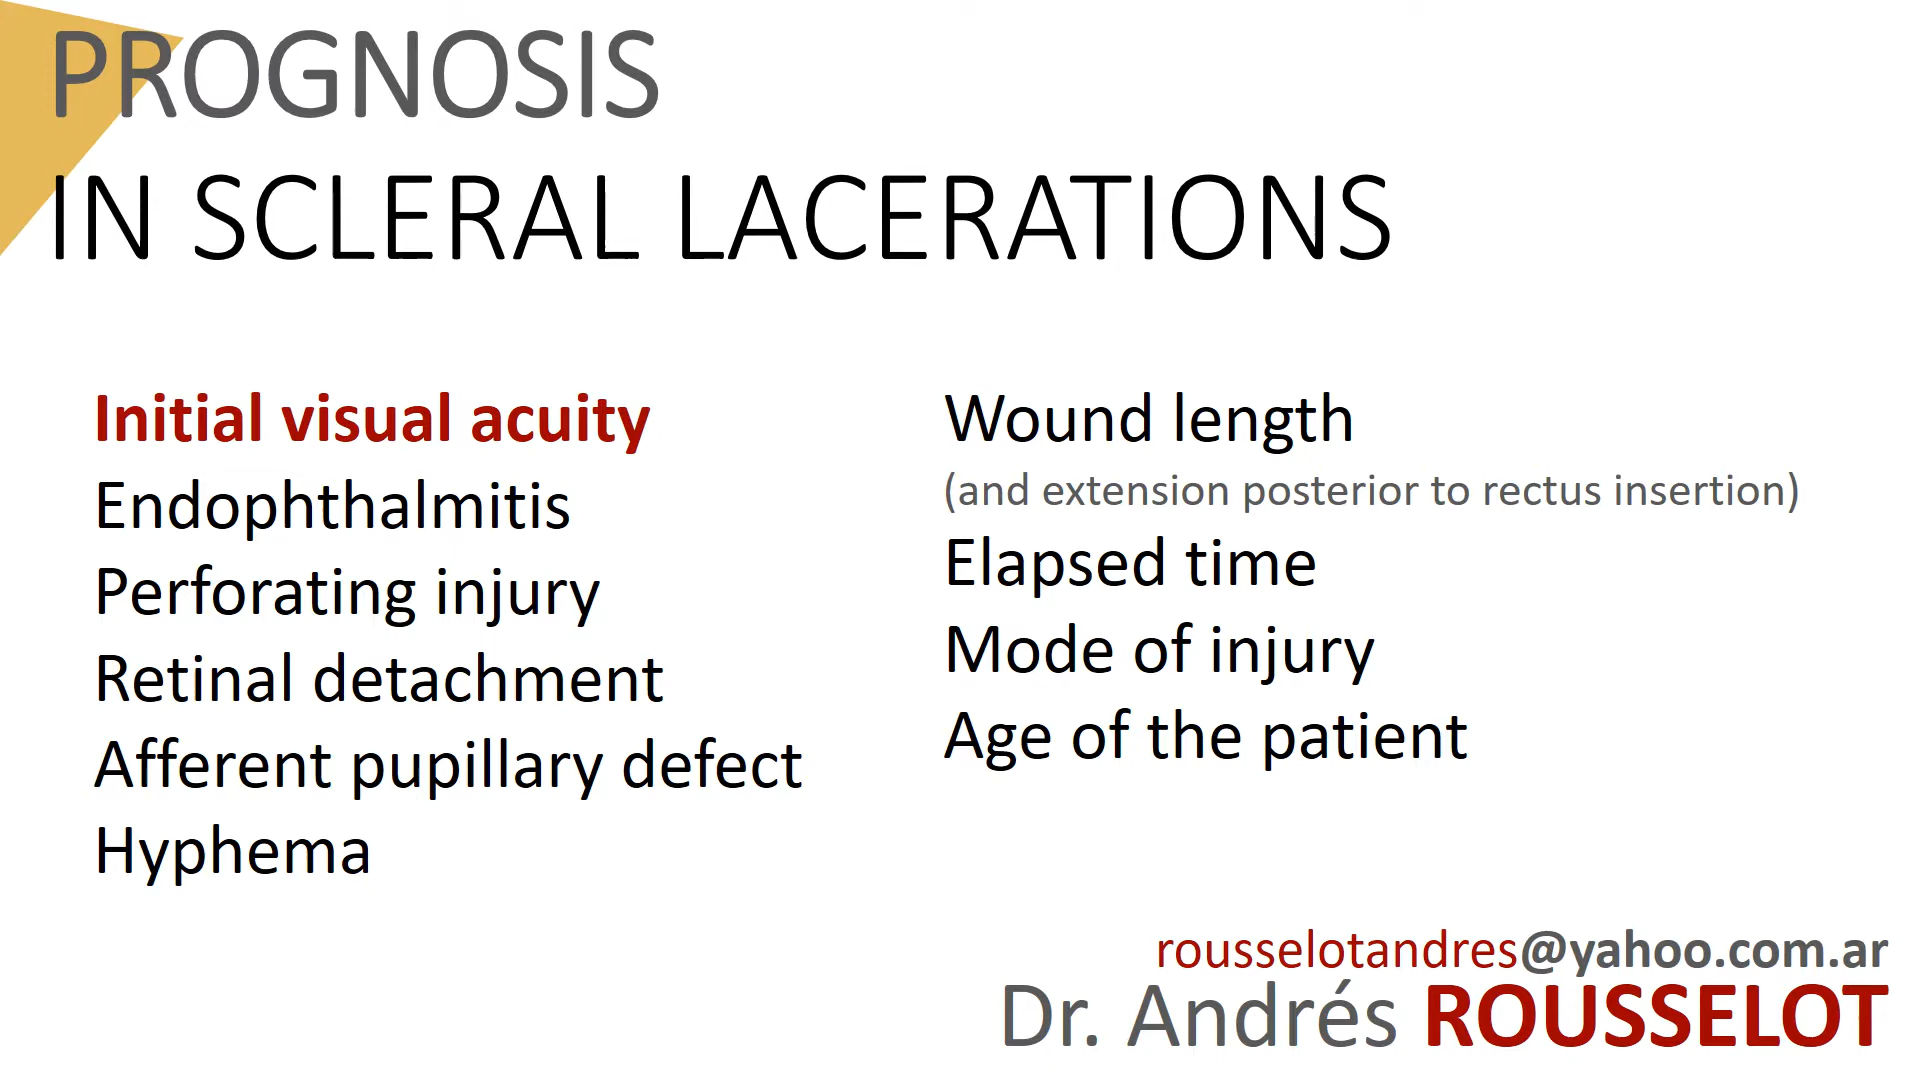 PROGNOSIS
IN SCLERAL LACERATIONS
Initial visual acuity
Endophthalmitis
Perforating injury
Retinal detachment
Afferent pupillary defect
Hyphema
Wound length
(and extension posterior to rectus insertion)
Elapsed time
Mode of injury
Age of the patient
rousselotandres@yahoo.com.ar
Dr. Andrés ROUSSELOT